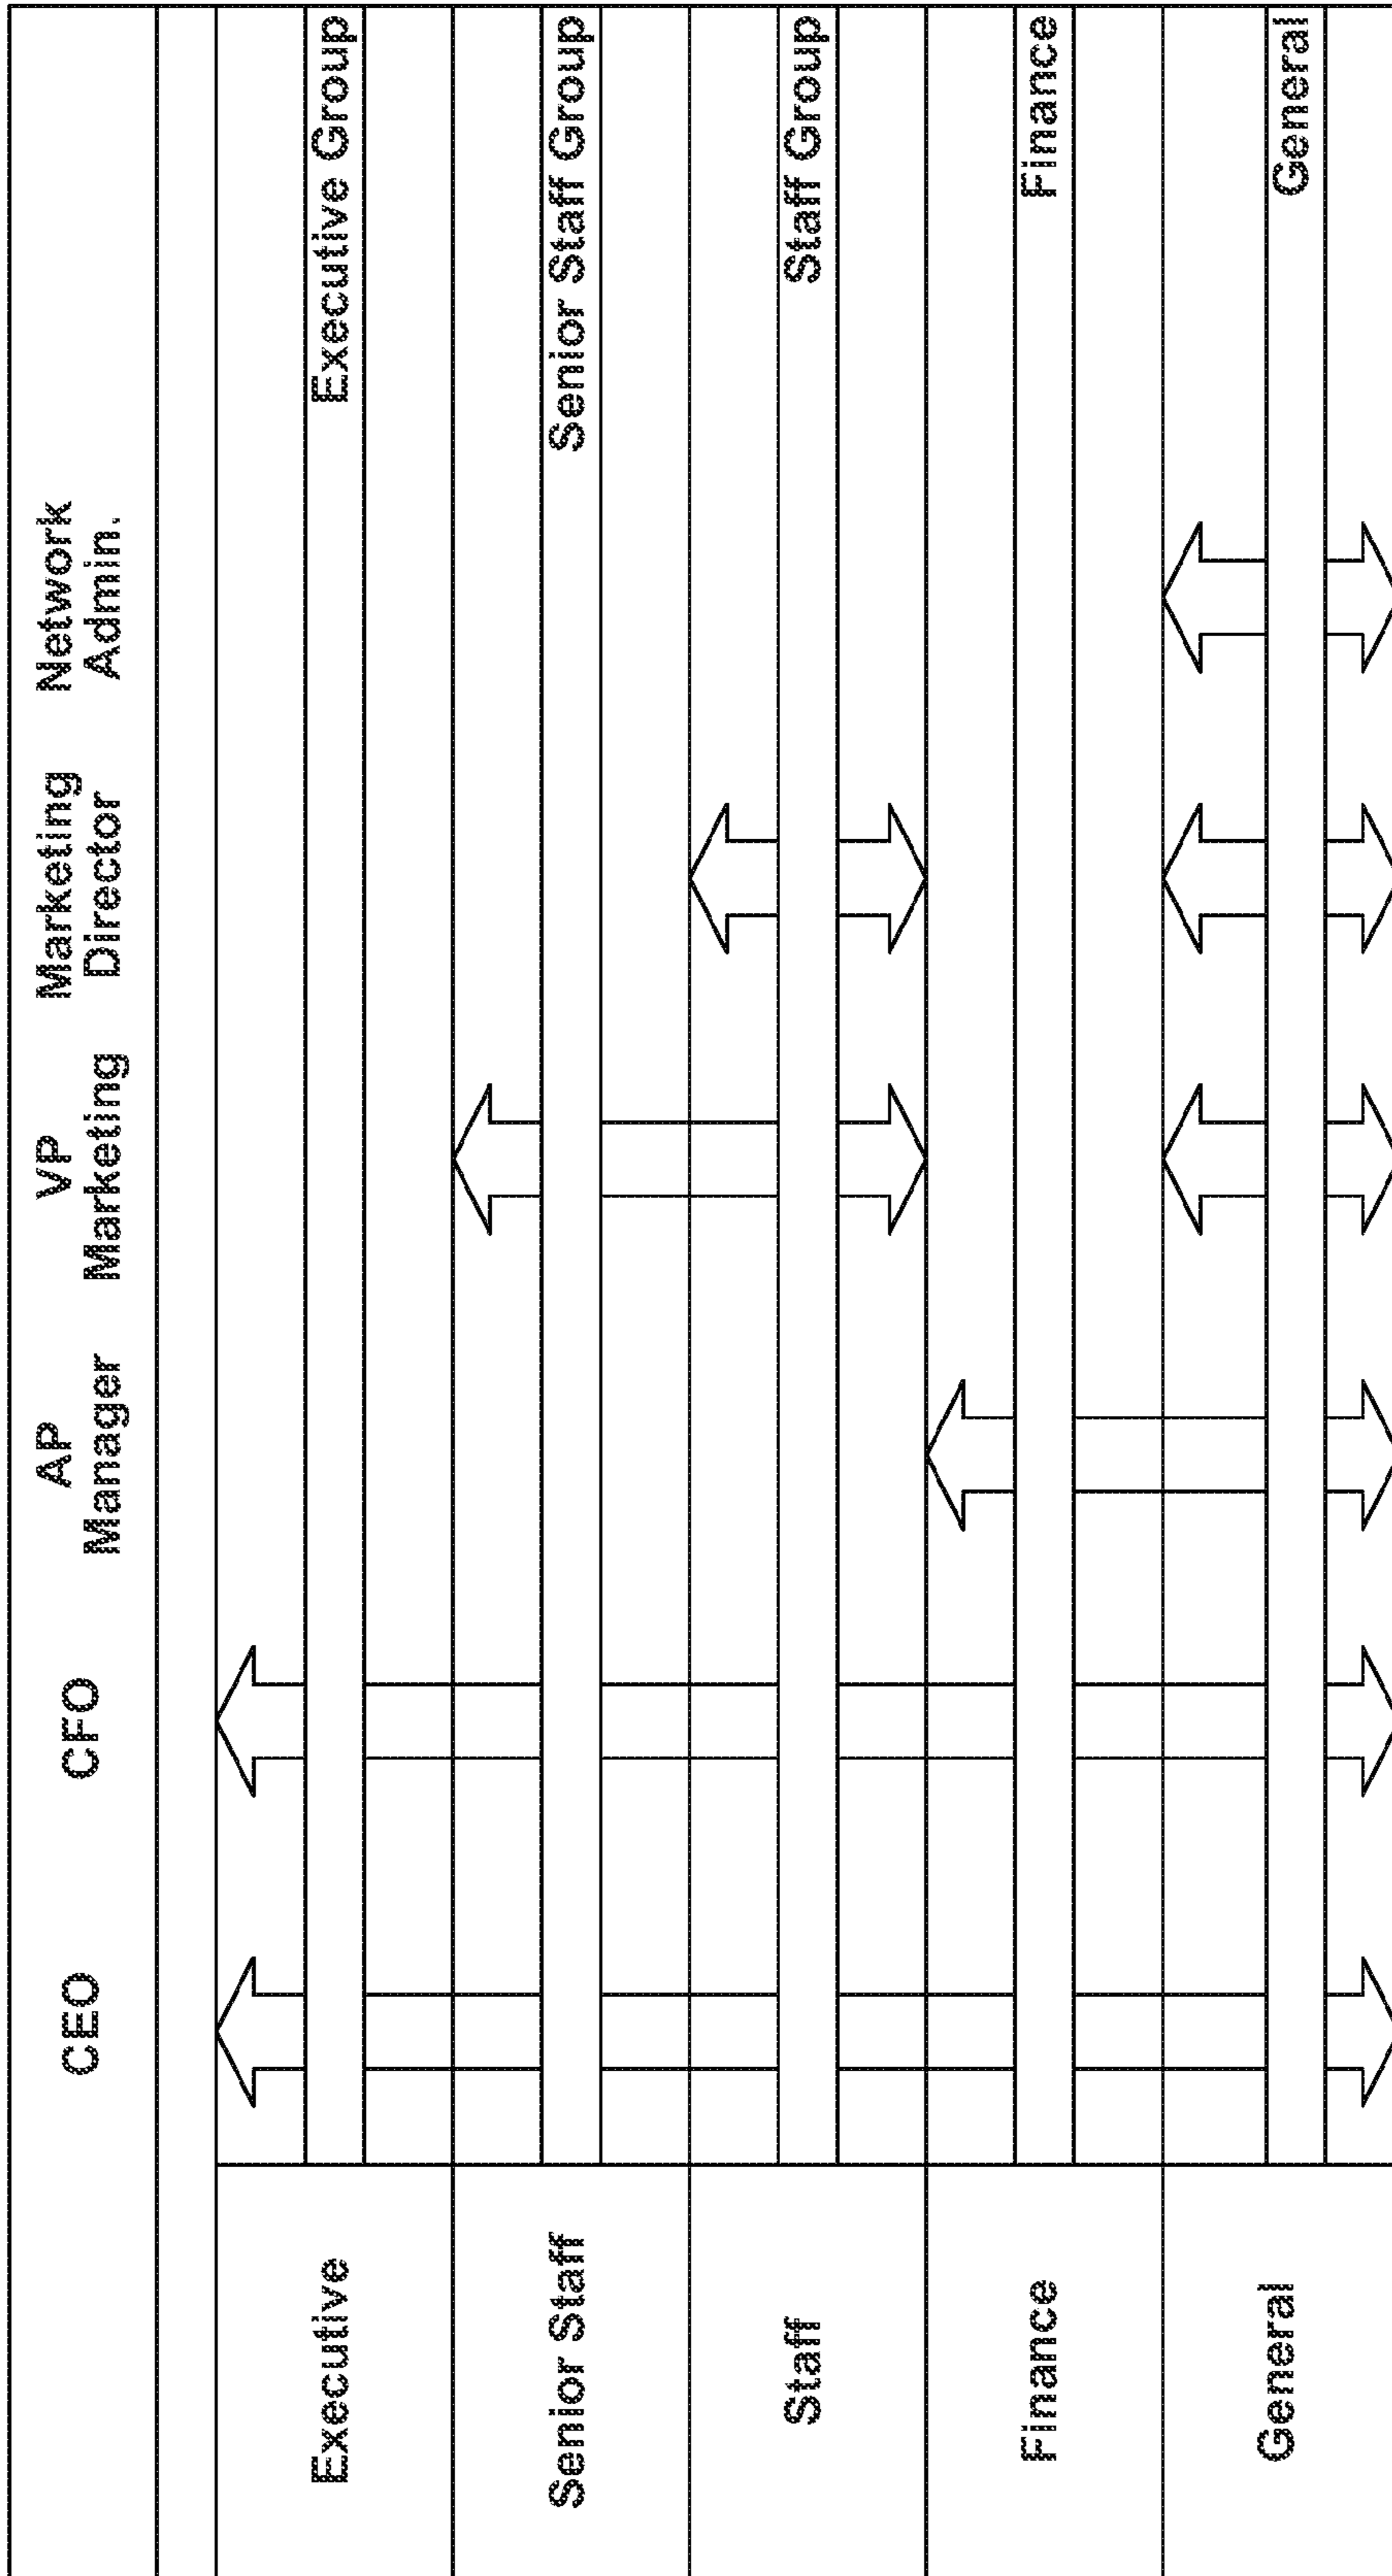 CEO
CFO
AP
Manager
VP
Marketing
Marketing
Director
Network
Admin.
Executive
Executive Group
Senior Staff
Senior Staff Group
Staff
Staff Group
Finance
Finance
General
General